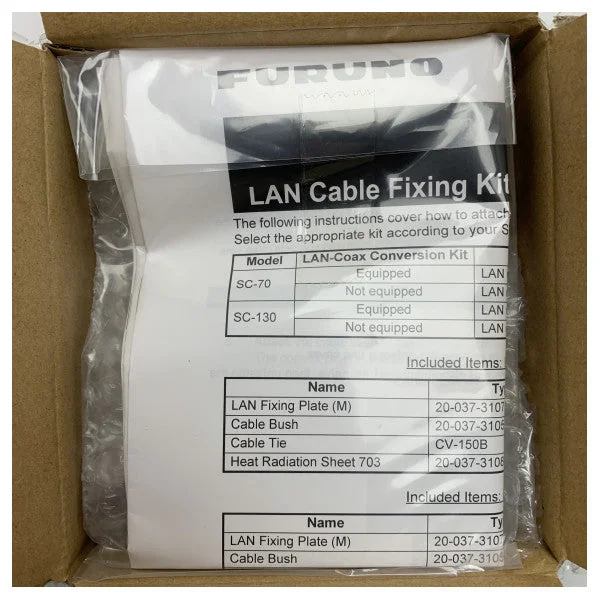 FURUNO
LAN Cable Fixing Kit
The following instructions cover how to attach
Select the appropriate kit according to your S
Model LAN-Coax Conversion Kit
SC-70 Equipped LAN
Not equipped LAN
SC-130 Equipped LAN
Not equipped LAN
Included Items:
Name Ty
LAN Fixing Plate (M) 20-037-3107
Cable Bush 20-037-3105
Cable Tie CV-150B
Heat Radiation Sheet 703 20-037-3106
Included Items:
Name Ty
LAN Fixing Plate (M) 20-037-3107
Cable Bush 20-037-3105